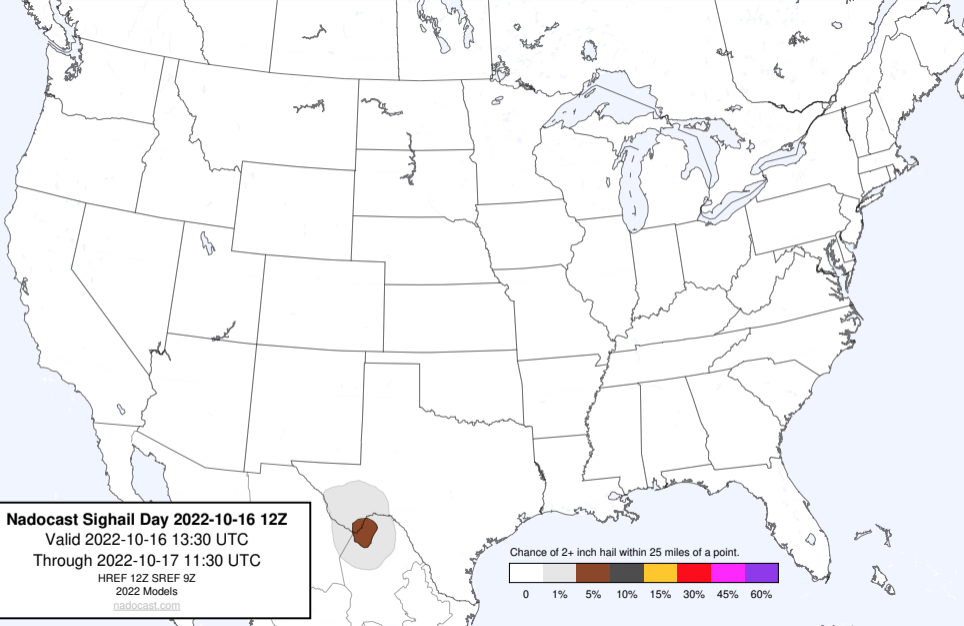 Nadocast Sighail Day 2022-10-16 12Z
Valid 2022-10-16 13:30 UTC
Through 2022-10-17 11:30 UTC
HREF 12Z SREF 9Z
2022 Models
nadocast.com
Chance of 2+ inch hail within 25 miles of a point.
0 1% 5% 10% 15% 30% 45% 60%